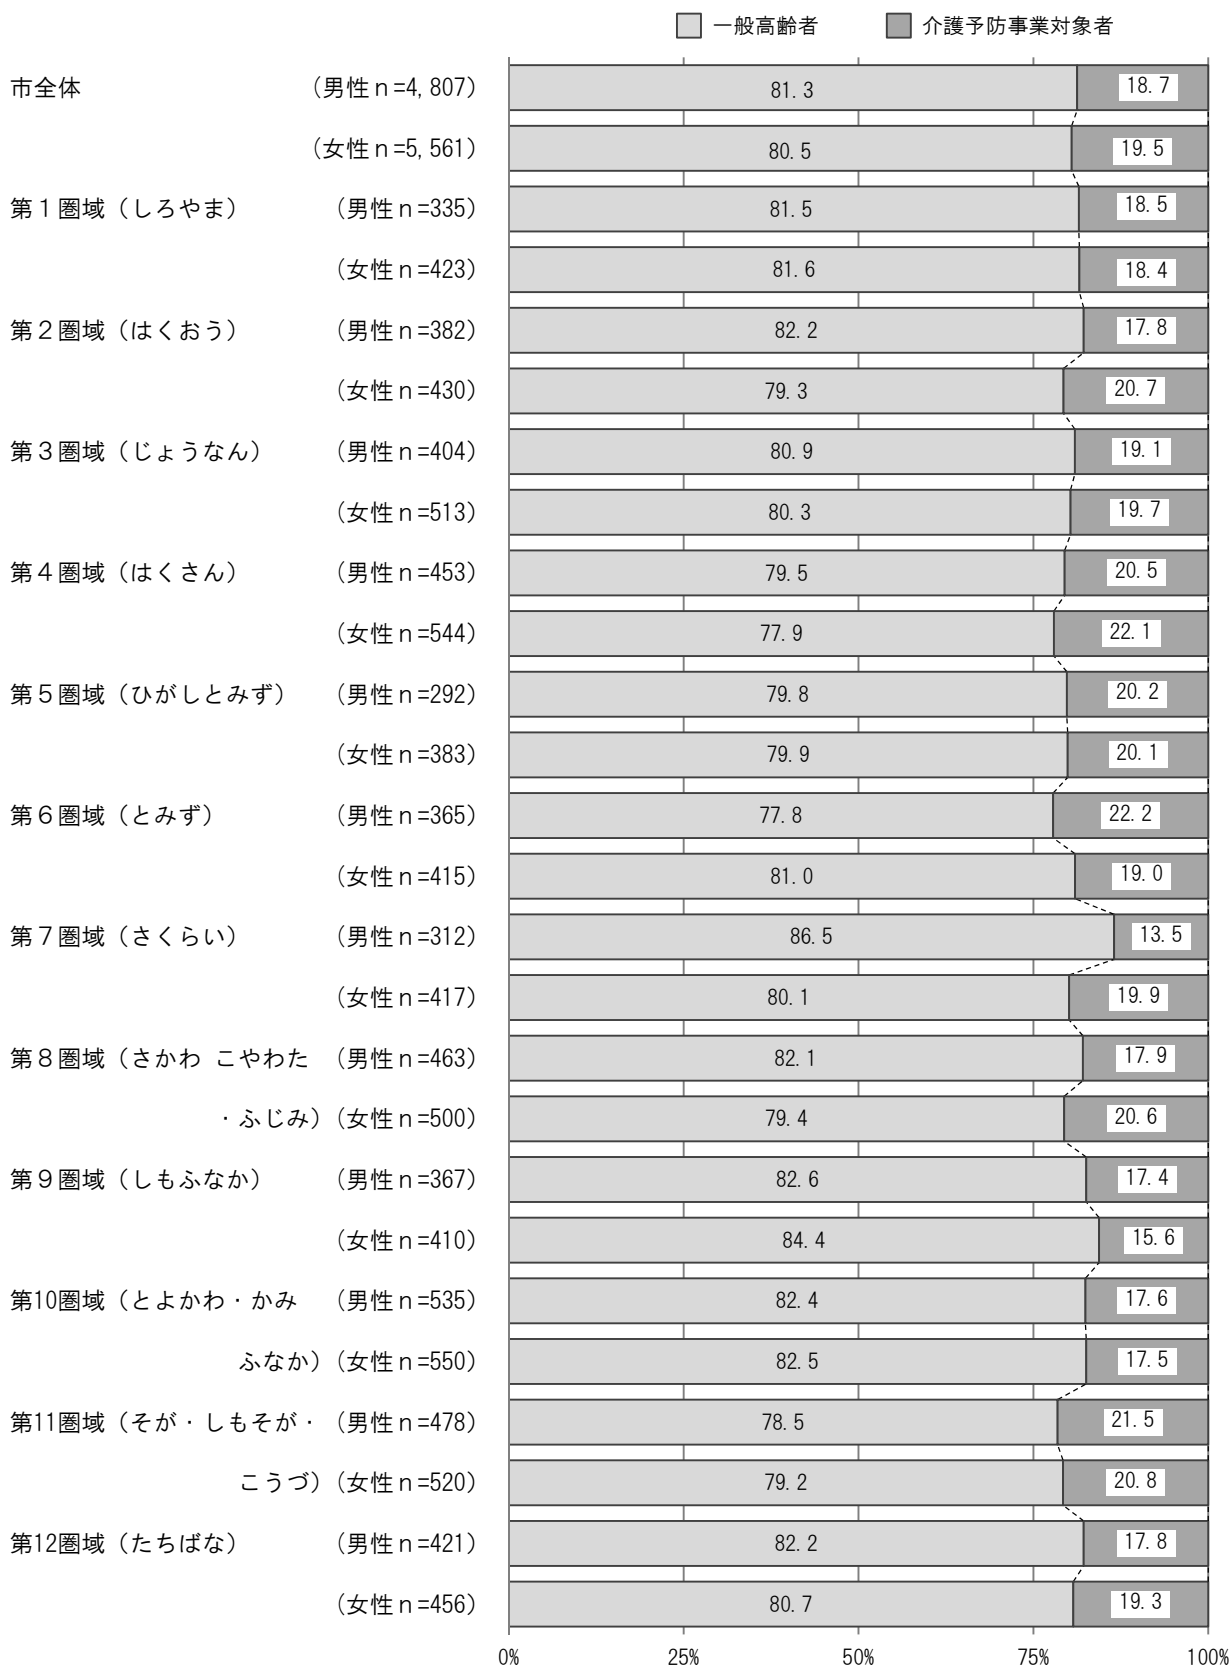 一般高齢者 介護予防事業対象者
市全体 （男性ｎ=4,807） 81.3 18.7
（女性ｎ=5,561） 80.5 19.5
第１圏域（しろやま） （男性ｎ=335） 81.5 18.5
（女性ｎ=423） 81.6 18.4
第２圏域（はくおう） （男性ｎ=382） 82.2 17.8
（女性ｎ=430） 79.3 20.7
第３圏域（じょうなん） （男性ｎ=404） 80.9 19.1
（女性ｎ=513） 80.3 19.7
第４圏域（はくさん） （男性ｎ=453） 79.5 20.5
（女性ｎ=544） 77.9 22.1
第５圏域（ひがしとみず） （男性ｎ=292） 79.8 20.2
（女性ｎ=383） 79.9 20.1
第６圏域（とみず） （男性ｎ=365） 77.8 22.2
（女性ｎ=415） 81.0 19.0
第７圏域（さくらい） （男性ｎ=312） 86.5 13.5
（女性ｎ=417） 80.1 19.9
第８圏域（さかわ こやわた （男性ｎ=463） 82.1 17.9
・ふじみ）（女性ｎ=500） 79.4 20.6
第９圏域（しもふなか） （男性ｎ=367） 82.6 17.4
（女性ｎ=410） 84.4 15.6
第10圏域（とよかわ・かみ （男性ｎ=535） 82.4 17.6
ふなか）（女性ｎ=550） 82.5 17.5
第11圏域（そが・しもそが・ （男性ｎ=478） 78.5 21.5
こうづ）（女性ｎ=520） 79.2 20.8
第12圏域（たちばな） （男性ｎ=421） 82.2 17.8
（女性ｎ=456） 80.7 19.3
0% 25% 50% 75% 100%